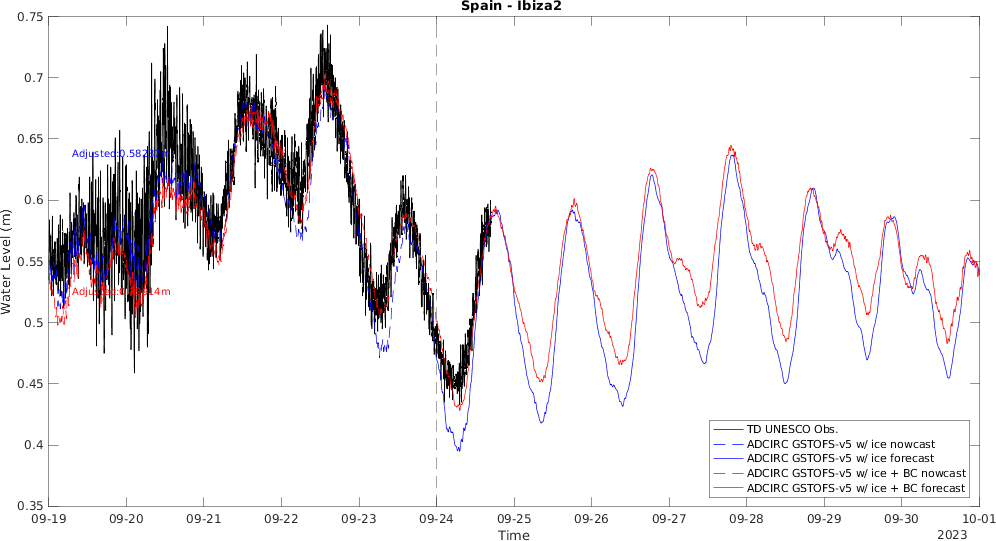 Spain - Ibiza2
0.75
0.7
0.65
0.6
0.55
0.5
0.45
0.4
0.35
Water Level (m)
09-19
09-20
09-21
09-22
09-23
09-24
09-25
09-26
09-27
09-28
09-29
09-30
10-01
Time
2023
TD UNESCO Obs.
ADCIRC GSTOFS-v5 w/ ice nowcast
ADCIRC GSTOFS-v5 w/ ice forecast
ADCIRC GSTOFS-v5 w/ ice + BC nowcast
ADCIRC GSTOFS-v5 w/ ice + BC forecast